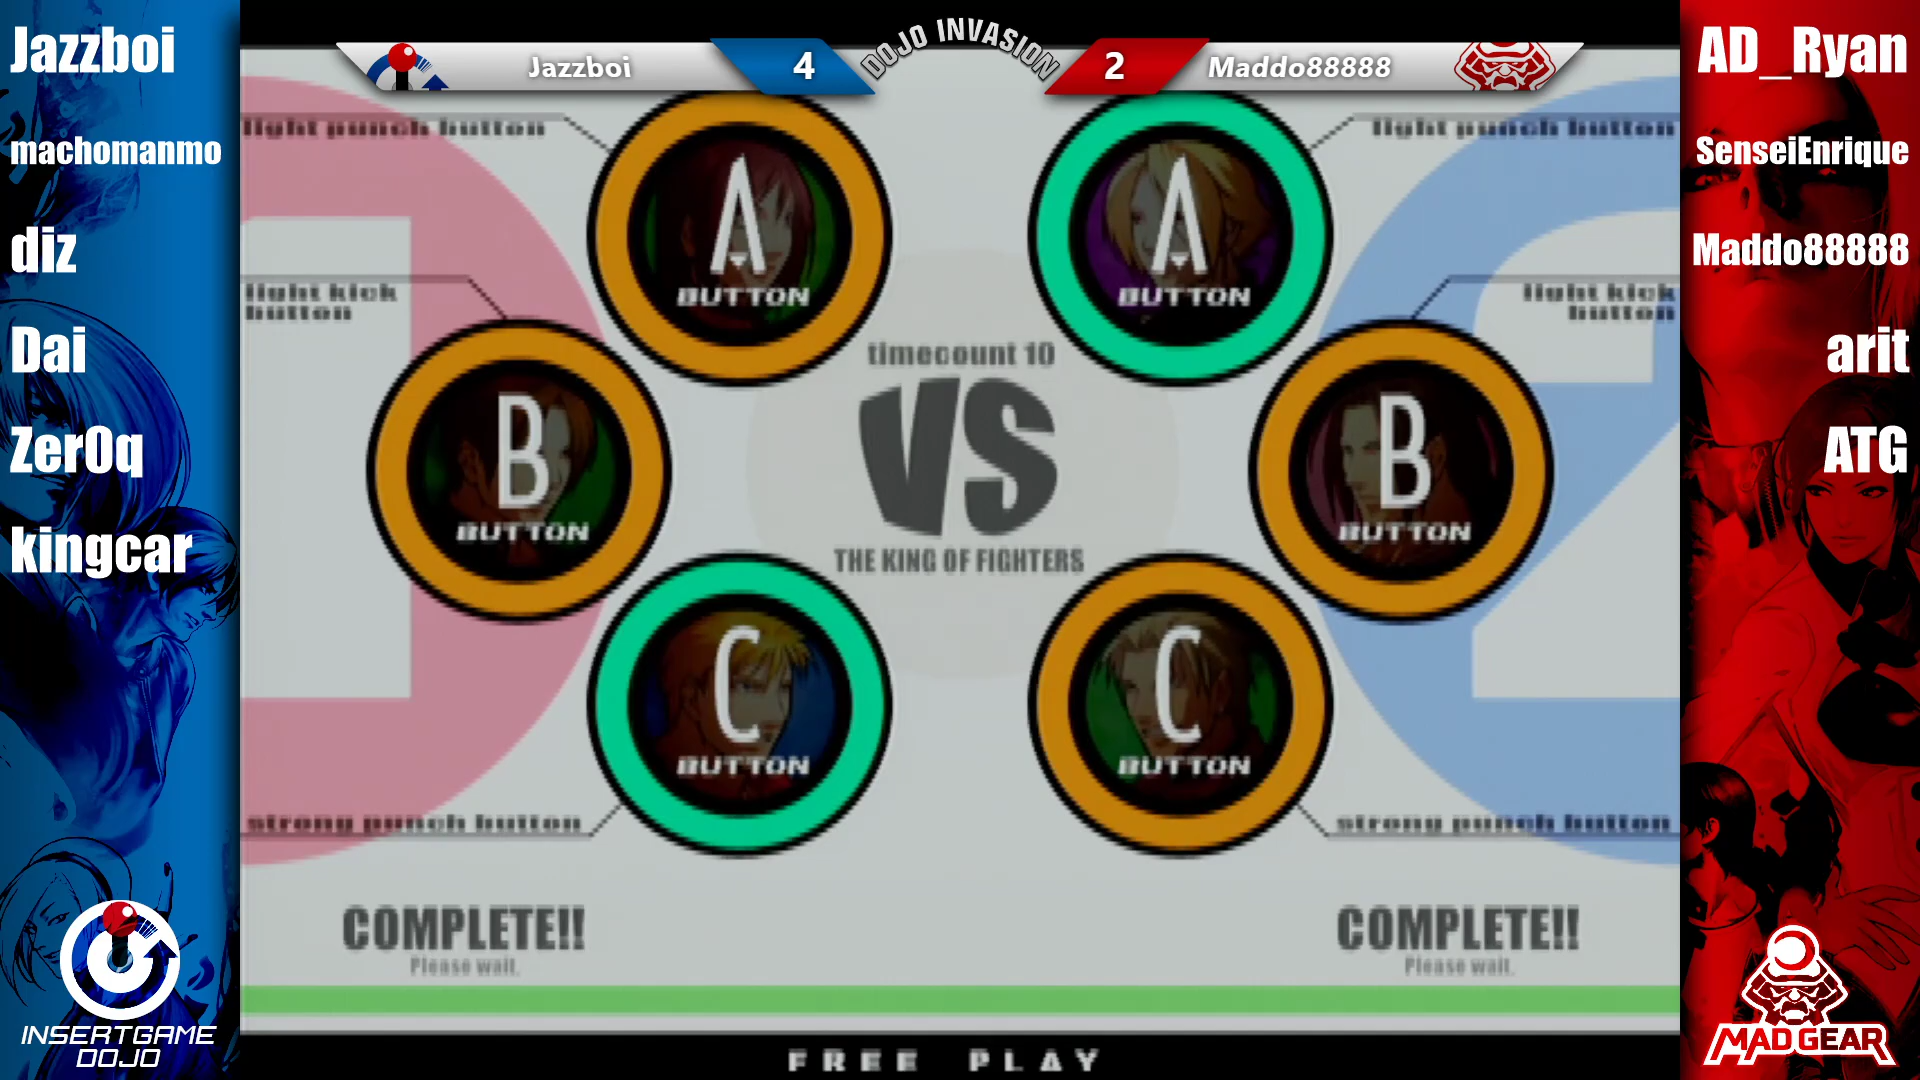 Jazzboi
machomanmo
diz
Dai
Zer0q
kingcar
INSERTGAME
DOJO
Jazzboi
4
DOJO INVASION
2
Maddo88888
light punch button
A
BUTTON
light kick
button
B
BUTTON
C
BUTTON
strong punch button
COMPLETE!!
Please wait.
1
timecount 10
VS
THE KING OF FIGHTERS
light punch button
A
BUTTON
light kick
button
B
BUTTON
C
BUTTON
strong punch button
COMPLETE!!
Please wait.
2
FREE PLAY
AD_Ryan
SenseiEnrique
Maddo88888
arit
ATG
MADGEAR